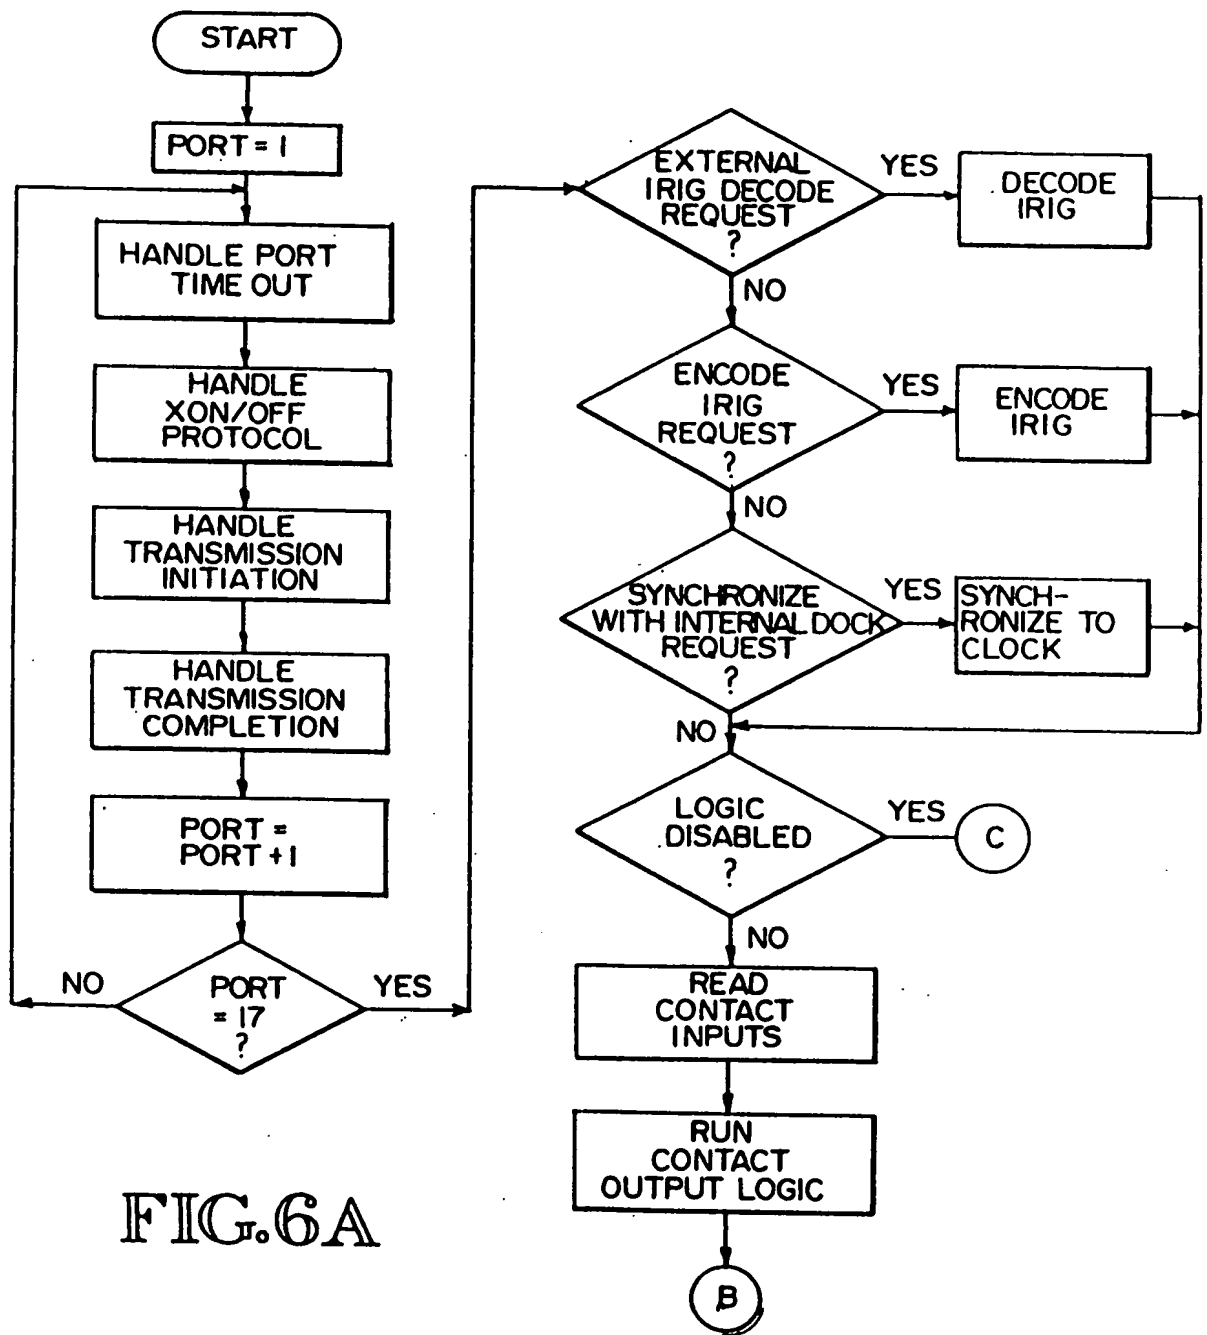 START
PORT = 1
HANDLE PORT
TIME OUT
HANDLE
XON/OFF
PROTOCOL
HANDLE
TRANSMISSION
INITIATION
HANDLE
TRANSMISSION
COMPLETION
PORT =
PORT +1
NO
PORT
= 17
?
YES
EXTERNAL
IRIG DECODE
REQUEST
?
YES
DECODE
IRIG
NO
ENCODE
IRIG
REQUEST
?
YES
ENCODE
IRIG
NO
SYNCHRONIZE
WITH INTERNAL DOCK
REQUEST
?
YES
SYNCH-
RONIZE TO
CLOCK
NO
LOGIC
DISABLED
?
YES
C
NO
READ
CONTACT
INPUTS
RUN
CONTACT
OUTPUT LOGIC
B
FIG.6A